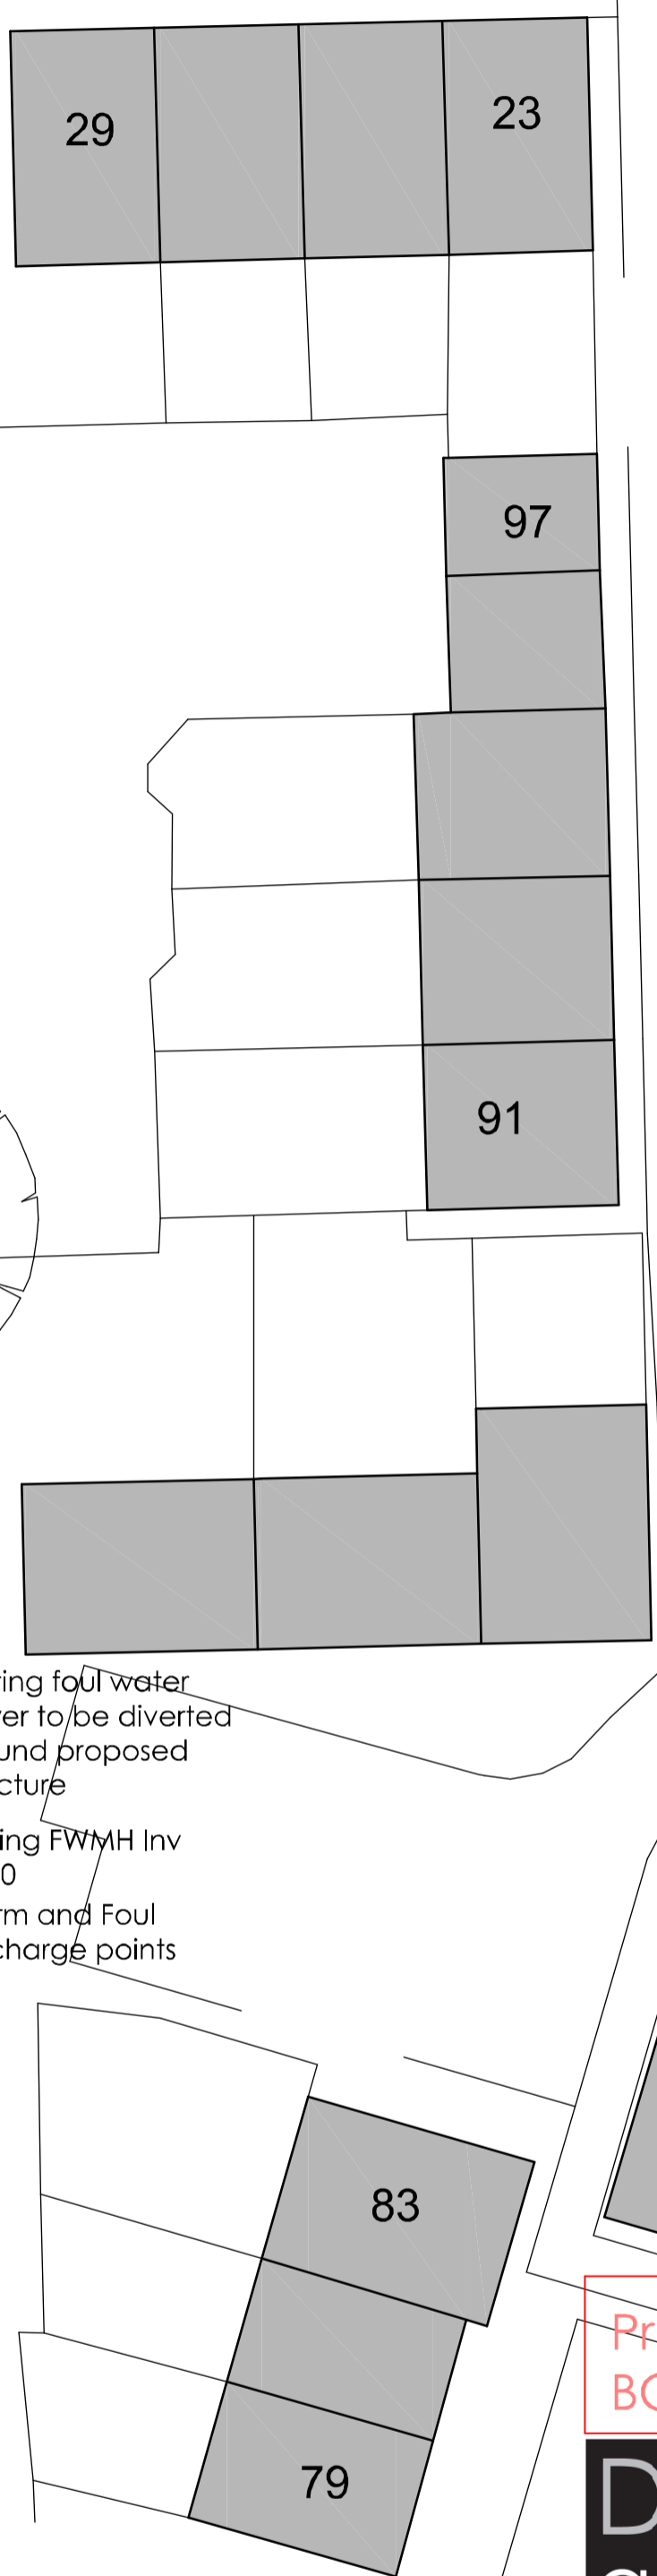 29
23
97
91
ing foul water
er to be diverted
und proposed
cture
ing FWMH Inv
0
rm and Foul
charge points
83
Pr
79
D